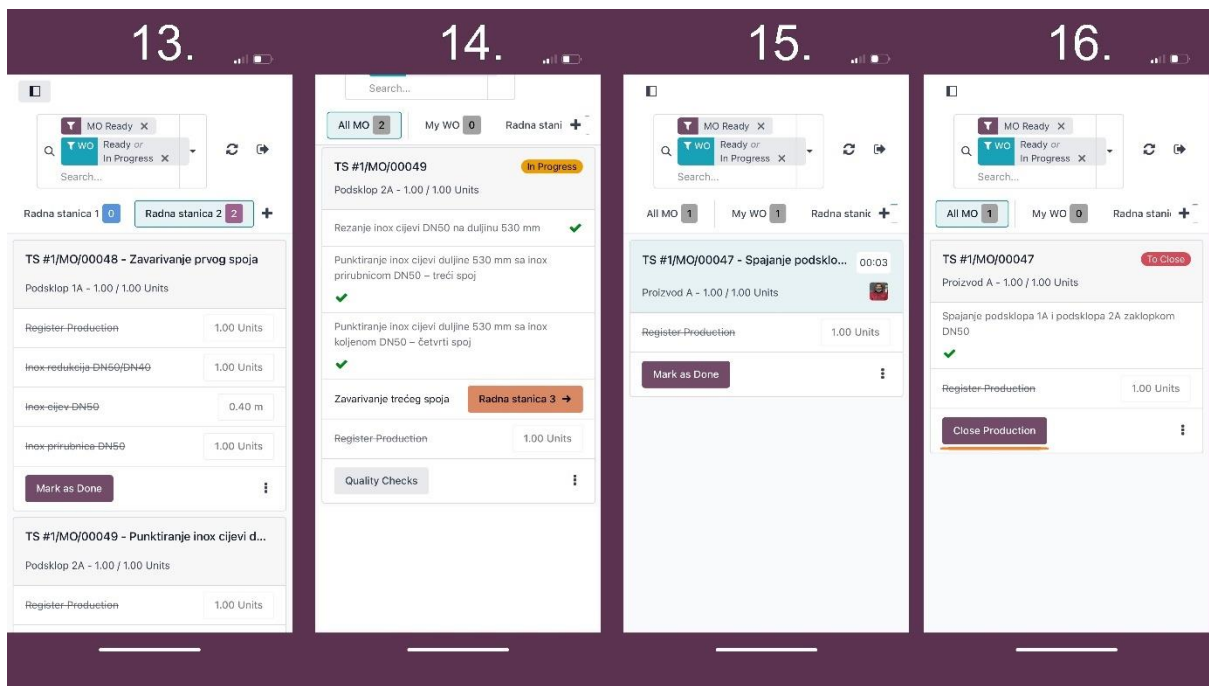 13.
MO Ready ×
WO Ready or
In Progress ×
Search...
Radna stanica 1 0 Radna stanica 2 2 +
TS #1/MO/00048 - Zavarivanje prvog spoja
Podsklop 1A - 1.00 / 1.00 Units
Register Production 1.00 Units
Inox redukcija DN50/DN40 1.00 Units
Inox cijev DN50 0.40 m
Inox prirubnica DN50 1.00 Units
Mark as Done
TS #1/MO/00049 - Punktiranje inox cijevi d...
Podsklop 2A - 1.00 / 1.00 Units
Register Production 1.00 Units
14.
Search...
All MO 2 My WO 0 Radna stani +
TS #1/MO/00049 In Progress
Podsklop 2A - 1.00 / 1.00 Units
Rezanje inox cijevi DN50 na duljinu 530 mm
Punktiranje inox cijevi duljine 530 mm sa inox
prirubnicom DN50 – treći spoj
Punktiranje inox cijevi duljine 530 mm sa inox
koljenom DN50 – četvrti spoj
Zavarivanje trećeg spoja Radna stanica 3 →
Register Production 1.00 Units
Quality Checks
15.
MO Ready ×
WO Ready or
In Progress ×
Search...
All MO 1 My WO 1 Radna stanic +
TS #1/MO/00047 - Spajanje podsklo... 00:03
Proizvod A - 1.00 / 1.00 Units
Register Production 1.00 Units
Mark as Done
16.
MO Ready ×
WO Ready or
In Progress ×
Search...
All MO 1 My WO 0 Radna stani +
TS #1/MO/00047 To Close
Proizvod A - 1.00 / 1.00 Units
Spajanje podsklopa 1A i podsklopa 2A zaklopkom
DN50
Register Production 1.00 Units
Close Production